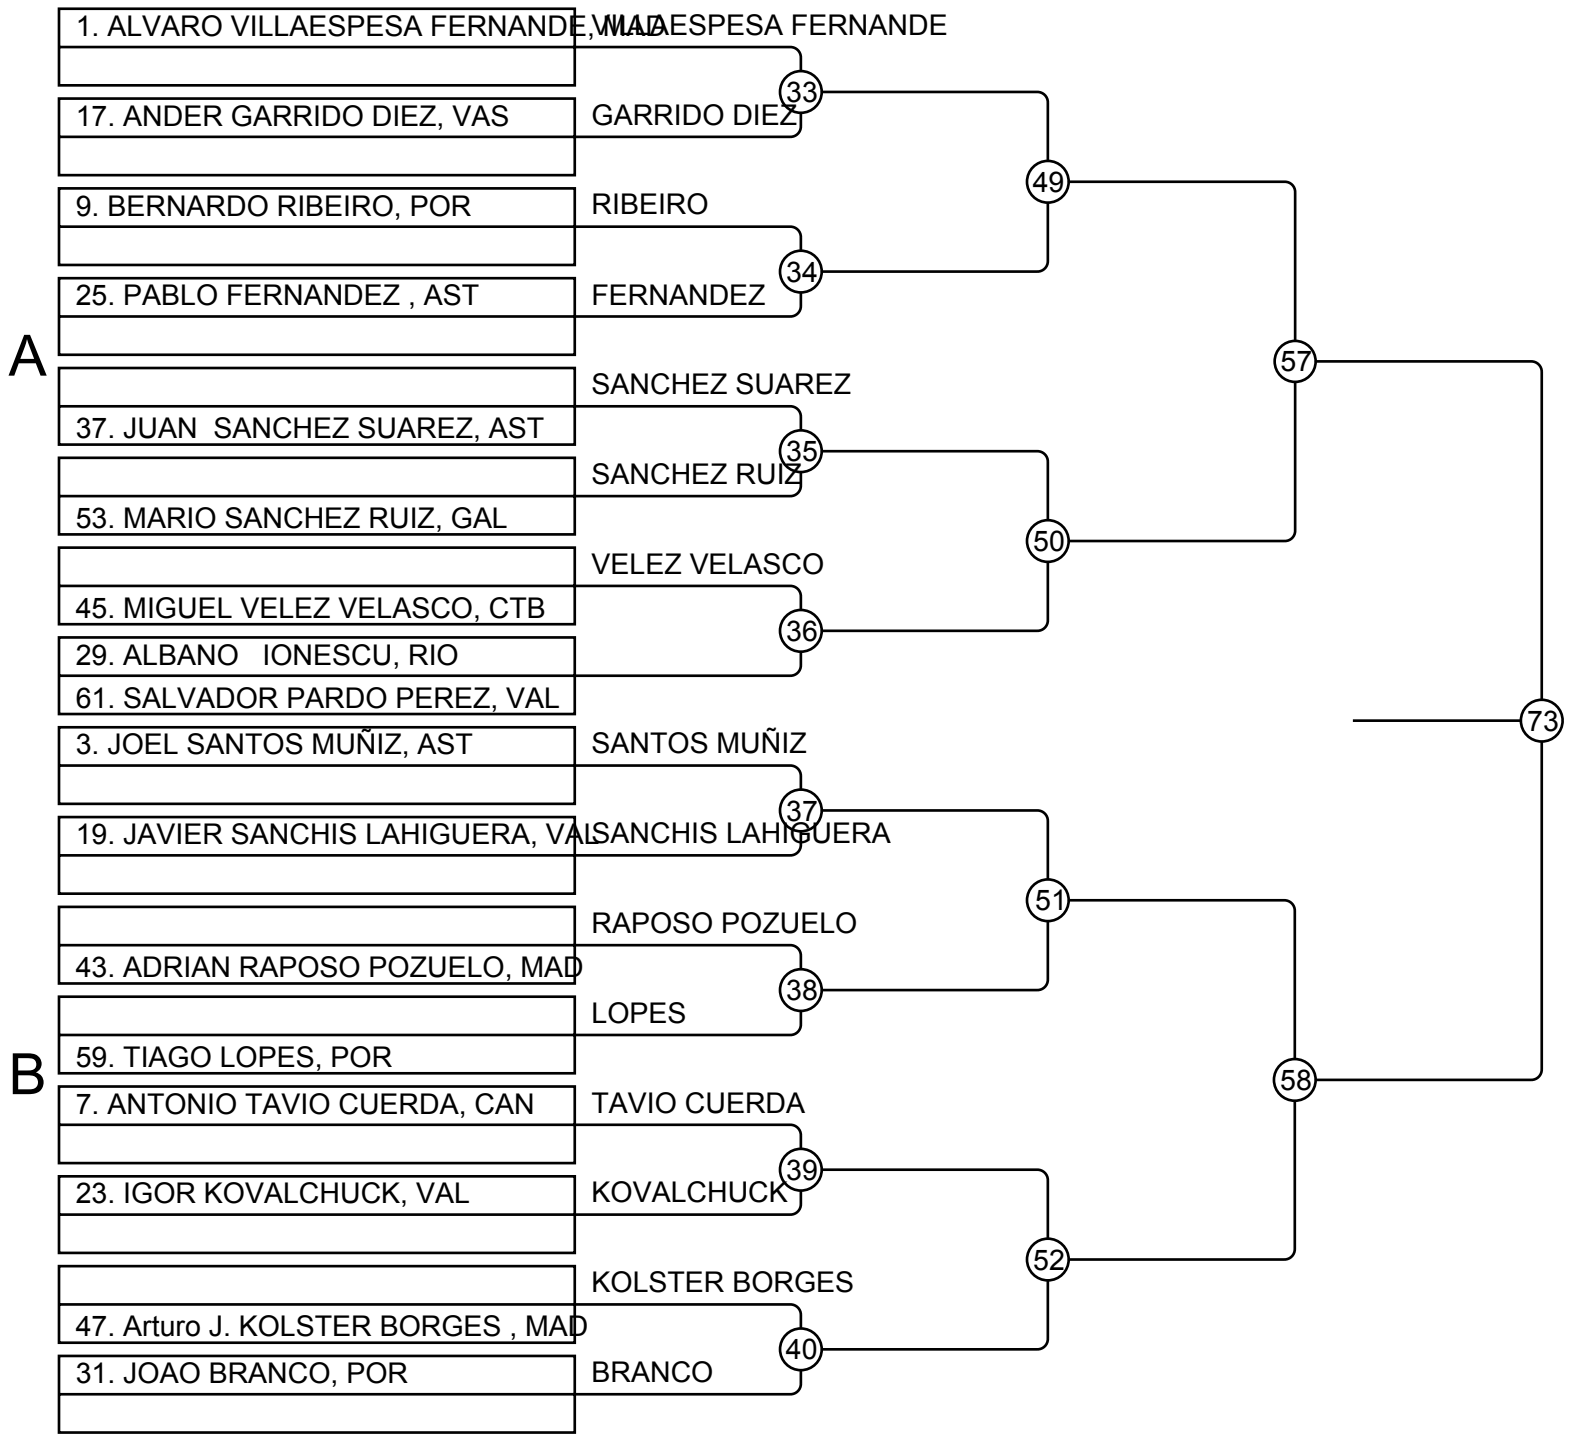 1. ALVARO VILLAESPESA FERNANDE, MAD
VILLAESPESA FERNANDE
33
17. ANDER GARRIDO DIEZ, VAS
GARRIDO DIEZ
49
9. BERNARDO RIBEIRO, POR
RIBEIRO
34
25. PABLO FERNANDEZ , AST
FERNANDEZ
A
57
SANCHEZ SUAREZ
37. JUAN  SANCHEZ SUAREZ, AST
35
SANCHEZ RUIZ
53. MARIO SANCHEZ RUIZ, GAL
50
VELEZ VELASCO
45. MIGUEL VELEZ VELASCO, CTB
36
29. ALBANO   IONESCU, RIO
61. SALVADOR PARDO PEREZ, VAL
73
3. JOEL SANTOS MUÑIZ, AST
SANTOS MUÑIZ
37
19. JAVIER SANCHIS LAHIGUERA, VAL
SANCHIS LAHIGUERA
51
RAPOSO POZUELO
43. ADRIAN RAPOSO POZUELO, MAD
38
LOPES
59. TIAGO LOPES, POR
B
58
7. ANTONIO TAVIO CUERDA, CAN
TAVIO CUERDA
39
23. IGOR KOVALCHUCK, VAL
KOVALCHUCK
52
KOLSTER BORGES
47. Arturo J. KOLSTER BORGES , MAD
40
31. JOAO BRANCO, POR
BRANCO